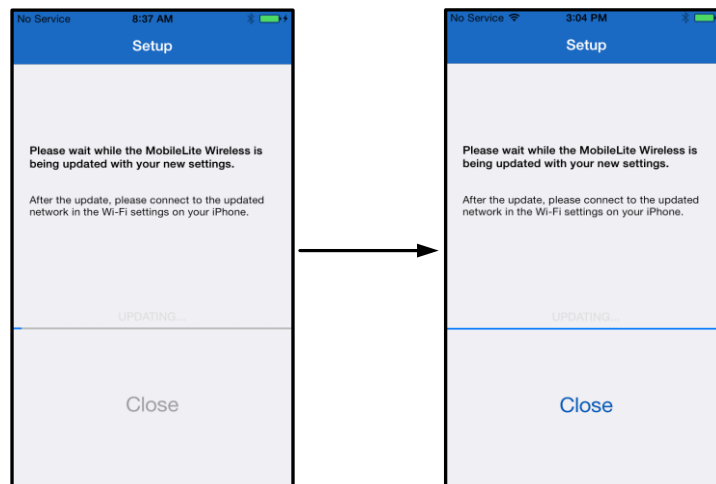 No Service 8:37 AM
Setup
Please wait while the MobileLite Wireless is
being updated with your new settings.
After the update, please connect to the updated
network in the Wi-Fi settings on your iPhone.
UPDATING...
Close
No Service 3:04 PM
Setup
Please wait while the MobileLite Wireless is
being updated with your new settings.
After the update, please connect to the updated
network in the Wi-Fi settings on your iPhone.
UPDATING...
Close